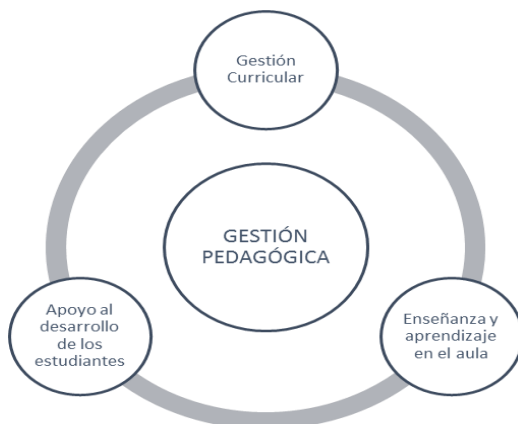 Gestión
Curricular
GESTIÓN
PEDAGÓGICA
Apoyo al
desarrollo
de los
estudiantes
Enseñanza y
aprendizaje
en el aula